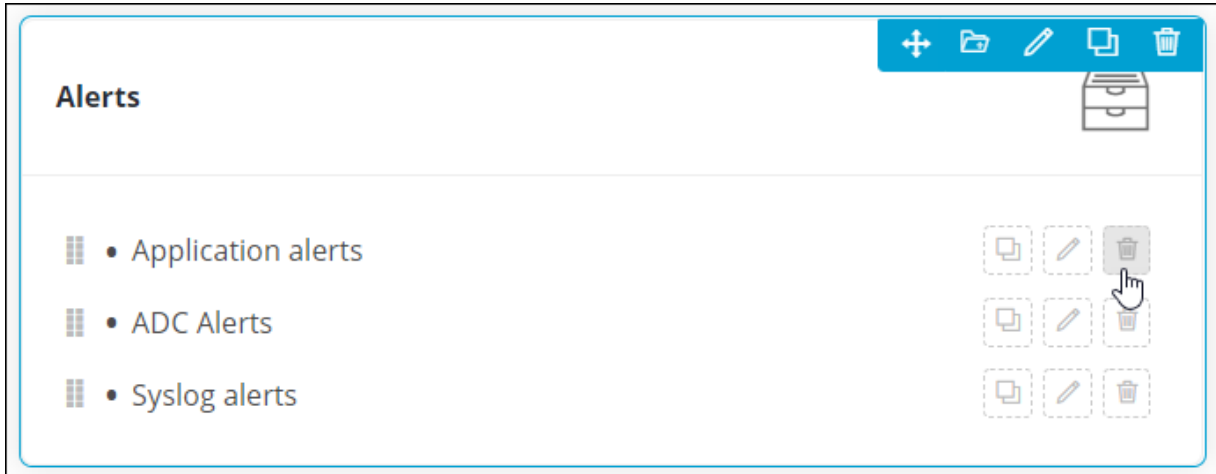 Alerts
• Application alerts
• ADC Alerts
• Syslog alerts